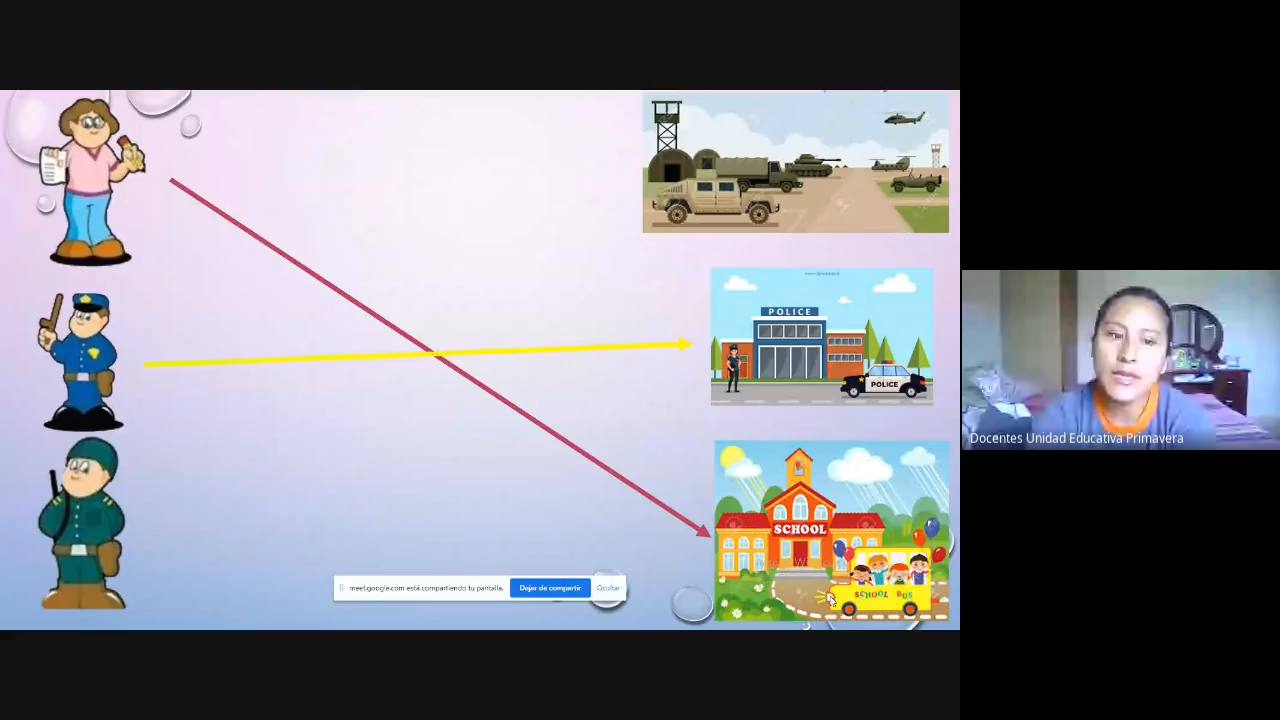 POLICE
POLICE
SCHOOL
SCHOOL BUS
meet.google.com está compartiendo tu pantalla.
Dejar de compartir
Ocultar
Docentes Unidad Educativa Primavera